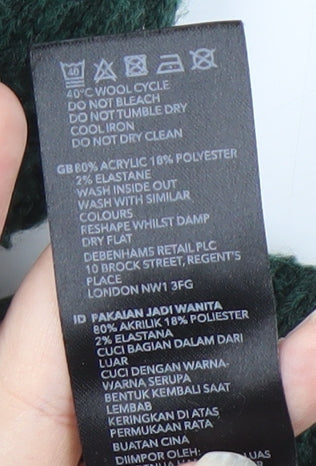 40
40°C WOOL CYCLE
DO NOT BLEACH
DO NOT TUMBLE DRY
COOL IRON
DO NOT DRY CLEAN
GB 80% ACRYLIC 18% POLYESTER
2% ELASTANE
WASH INSIDE OUT
WASH WITH SIMILAR
COLOURS
RESHAPE WHILST DAMP
DRY FLAT
DEBENHAMS RETAIL PLC
10 BROCK STREET, REGENT'S
PLACE
LONDON NW1 3FG
ID PAKAIAN JADI WANITA
80% AKRILIK 18% POLIESTER
2% ELASTANA
CUCI BAGIAN DALAM DARI
LUAR
CUCI DENGAN WARNA-
WARNA SERUPA
BENTUK KEMBALI SAAT
LEMBAB
KERINGKAN DI ATAS
PERMUKAAN RATA
BUATAN CINA
DIIMPOR OLEH:
LUAS